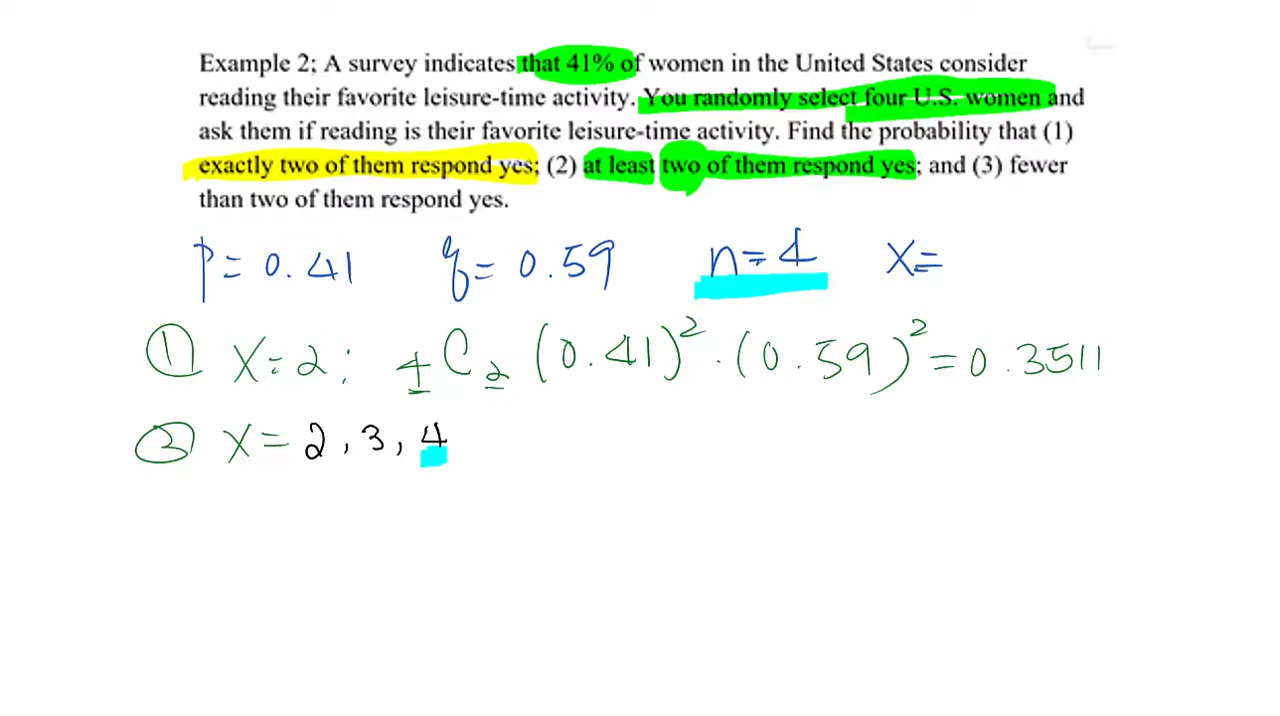 Example 2; A survey indicates that 41% of women in the United States consider
reading their favorite leisure-time activity. You randomly select four U.S. women and
ask them if reading is their favorite leisure-time activity. Find the probability that (1)
exactly two of them respond yes; (2) at least two of them respond yes; and (3) fewer
than two of them respond yes.
p = 0.41 q = 0.59 n = 4 x =
① x = 2 : ₄C₂ (0.41)² · (0.59)² = 0.3511
② x = 2, 3, 4